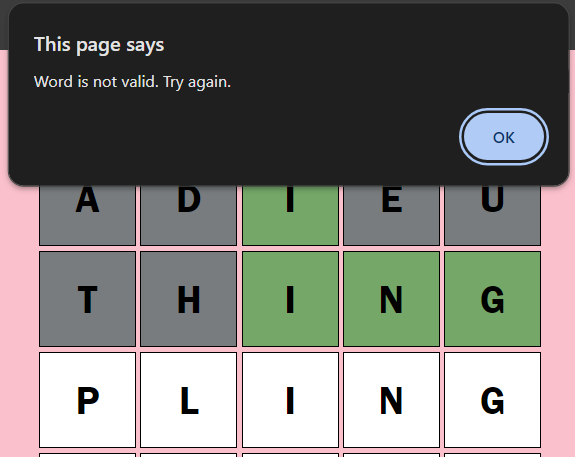 This page says
Word is not valid. Try again.
OK
A D I E U
T H I N G
P L I N G